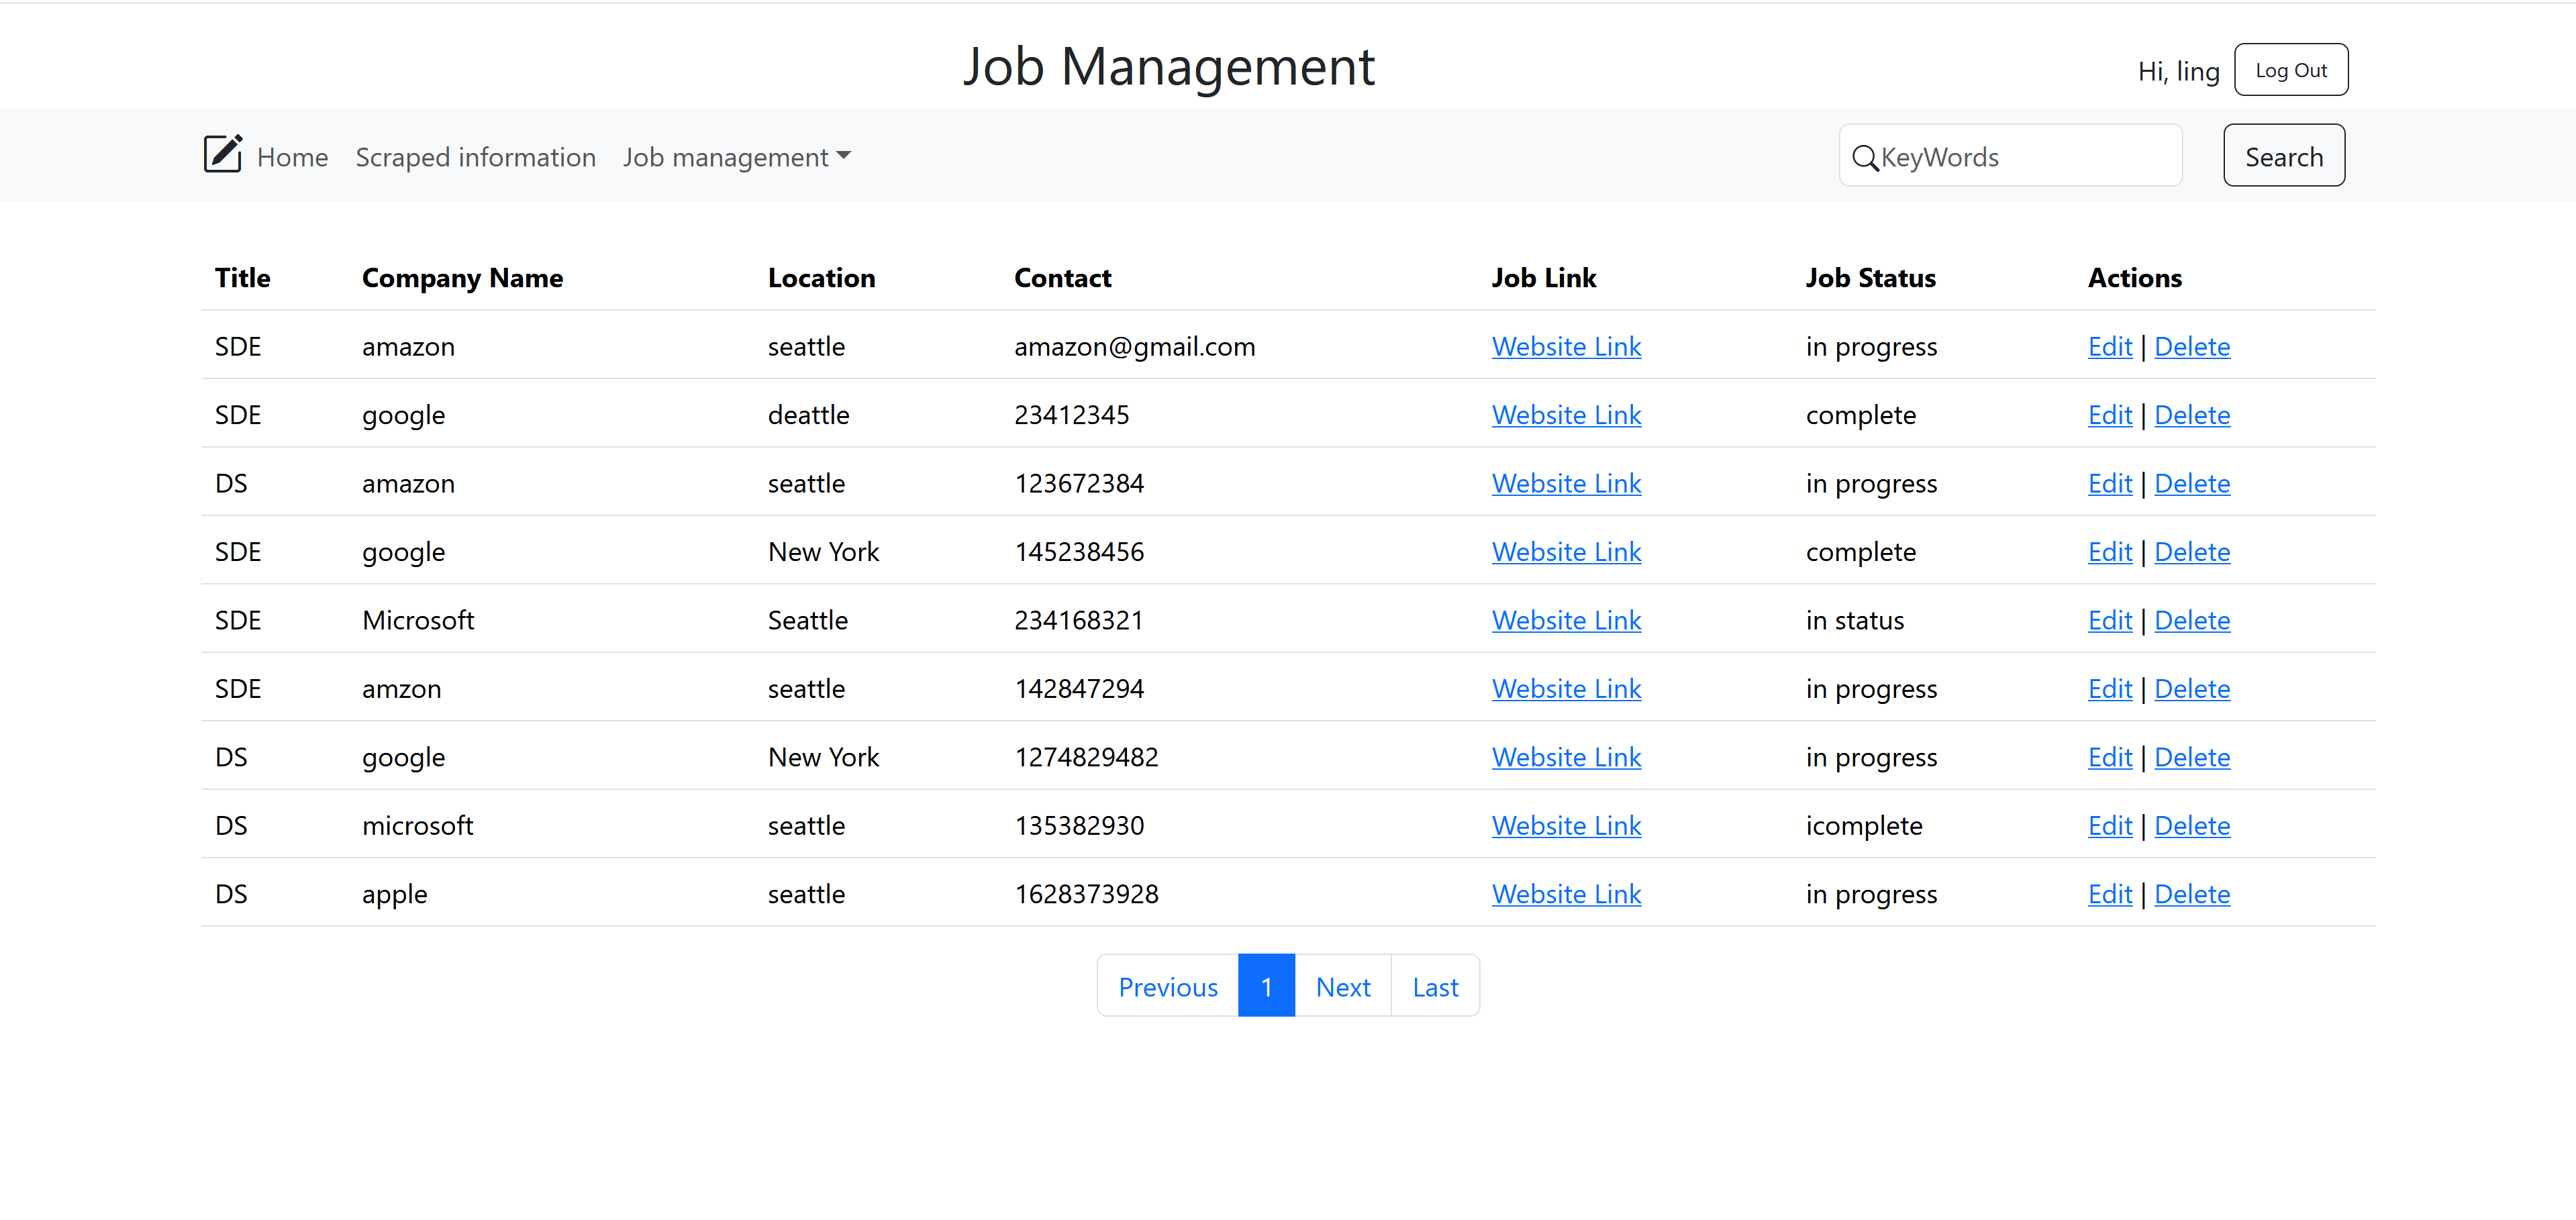 Job Management
Hi, ling Log Out
Home Scraped information Job management KeyWords Search
Title Company Name Location Contact Job Link Job Status Actions
SDE amazon seattle amazon@gmail.com Website Link in progress Edit | Delete
SDE google deattle 23412345 Website Link complete Edit | Delete
DS amazon seattle 123672384 Website Link in progress Edit | Delete
SDE google New York 145238456 Website Link complete Edit | Delete
SDE Microsoft Seattle 234168321 Website Link in status Edit | Delete
SDE amzon seattle 142847294 Website Link in progress Edit | Delete
DS google New York 1274829482 Website Link in progress Edit | Delete
DS microsoft seattle 135382930 Website Link icomplete Edit | Delete
DS apple seattle 1628373928 Website Link in progress Edit | Delete
Previous 1 Next Last